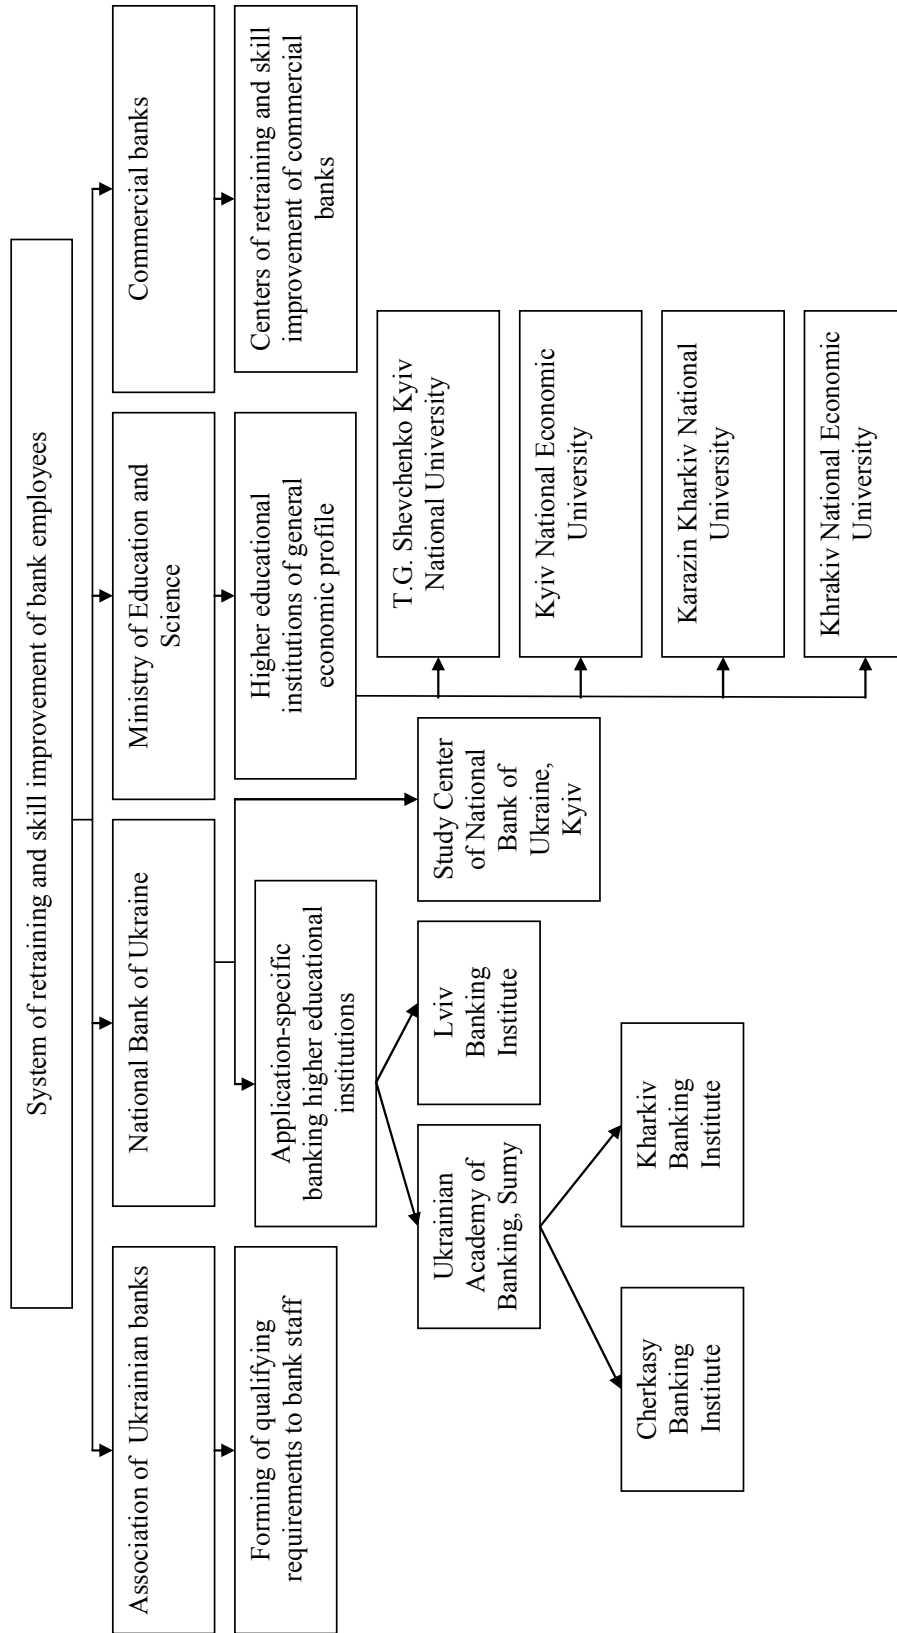 System of retraining and skill improvement of bank employees
Association of Ukrainian banks
National Bank of Ukraine
Ministry of Education and
Science
Commercial banks
Forming of qualifying
requirements to bank staff
Application-specific
banking higher educational
institutions
Higher educational
institutions of general
economic profile
Centers of retraining and skill
improvement of commercial
banks
Ukrainian
Academy of
Banking, Sumy
Lviv
Banking
Institute
Study Center
of National
Bank of
Ukraine,
Kyiv
T.G. Shevchenko Kyiv
National University
Kyiv National Economic
University
Karazin Kharkiv National
University
Khrakiv National Economic
University
Cherkasy
Banking
Institute
Kharkiv
Banking
Institute